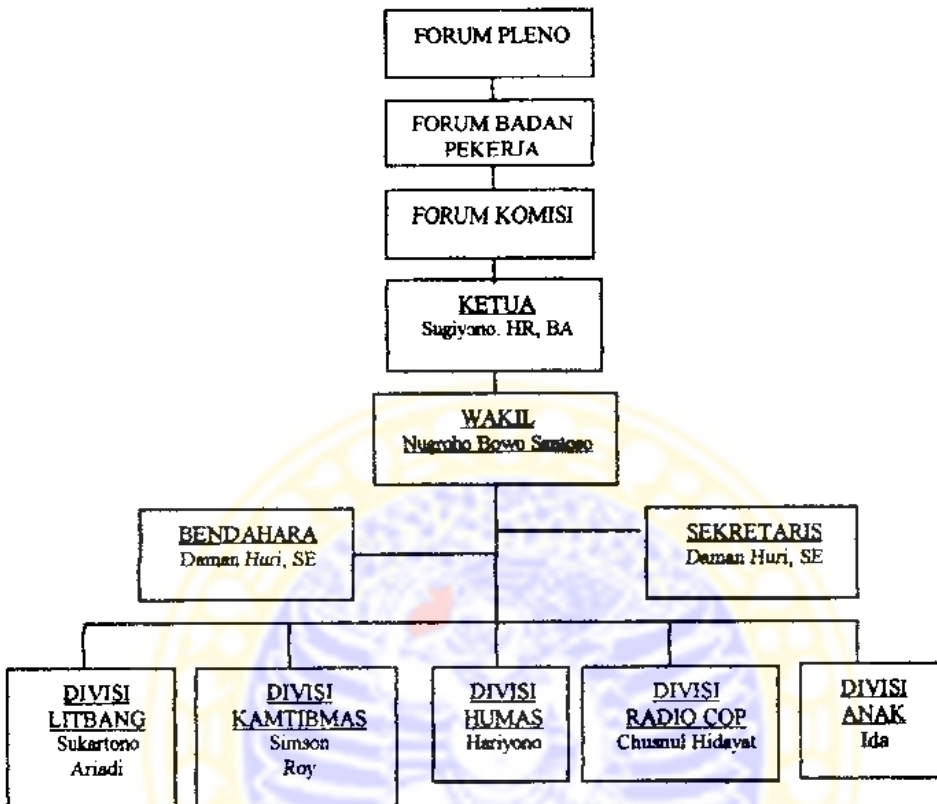 FORUM PLENO
FORUM BADAN
PEKERJA
FORUM KOMISI
KETUA
Sugiyono. HR, BA
WAKIL
Nugroho Bowo Santoso
BENDAHARA
Daman Huri, SE
SEKRETARIS
Daman Huri, SE
DIVISI
LITBANG
Sukartono
Ariadi
DIVISI
KAMTIBMAS
Simson
Roy
DIVISI
HUMAS
Hariyono
DIVISI
RADIO COP
Chusnul Hidayat
DIVISI
ANAK
Ida